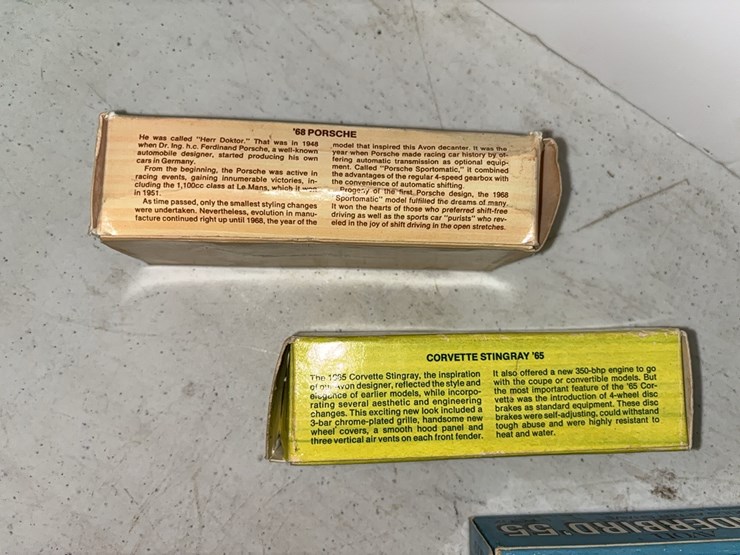 '68 PORSCHE
He was called "Herr Doktor." That was in 1948
when Dr. Ing. h.c. Ferdinand Porsche, a well-known
automobile designer, started producing his own
cars in Germany.
From the beginning, the Porsche was active in
racing events, gaining innumerable victories, in-
cluding the 1,100cc class at Le Mans, which it won
in 1951.
As time passed, only the smallest styling changes
were undertaken. Nevertheless, evolution in manu-
facture continued right up until 1968, the year of the
model that inspired this Avon decanter. It was the
year when Porsche made racing car history by of-
fering automatic transmission as optional equip-
ment. Called "Porsche Sportomatic," it combined
the advantages of the regular 4-speed gearbox with
the convenience of automatic shifting.
Progeny of the first Porsche design, the 1968
Sportomatic" model fulfilled the dreams of many.
It won the hearts of those who preferred shift-free
driving as well as the sports car "purists" who rev-
eled in the joy of shift driving in the open stretches.
CORVETTE STINGRAY '65
The 1965 Corvette Stingray, the inspiration
of our Avon designer, reflected the style and
elegance of earlier models, while incorpo-
rating several aesthetic and engineering
changes. This exciting new look included a
3-bar chrome-plated grille, handsome new
wheel covers, a smooth hood panel and
three vertical air vents on each front fender.
It also offered a new 350-bhp engine to go
with the coupe or convertible models. But
the most important feature of the '65 Cor-
vette was the introduction of 4-wheel disc
brakes as standard equipment. These disc
brakes were self-adjusting, could withstand
tough abuse and were highly resistant to
heat and water.
DERBIRD '55